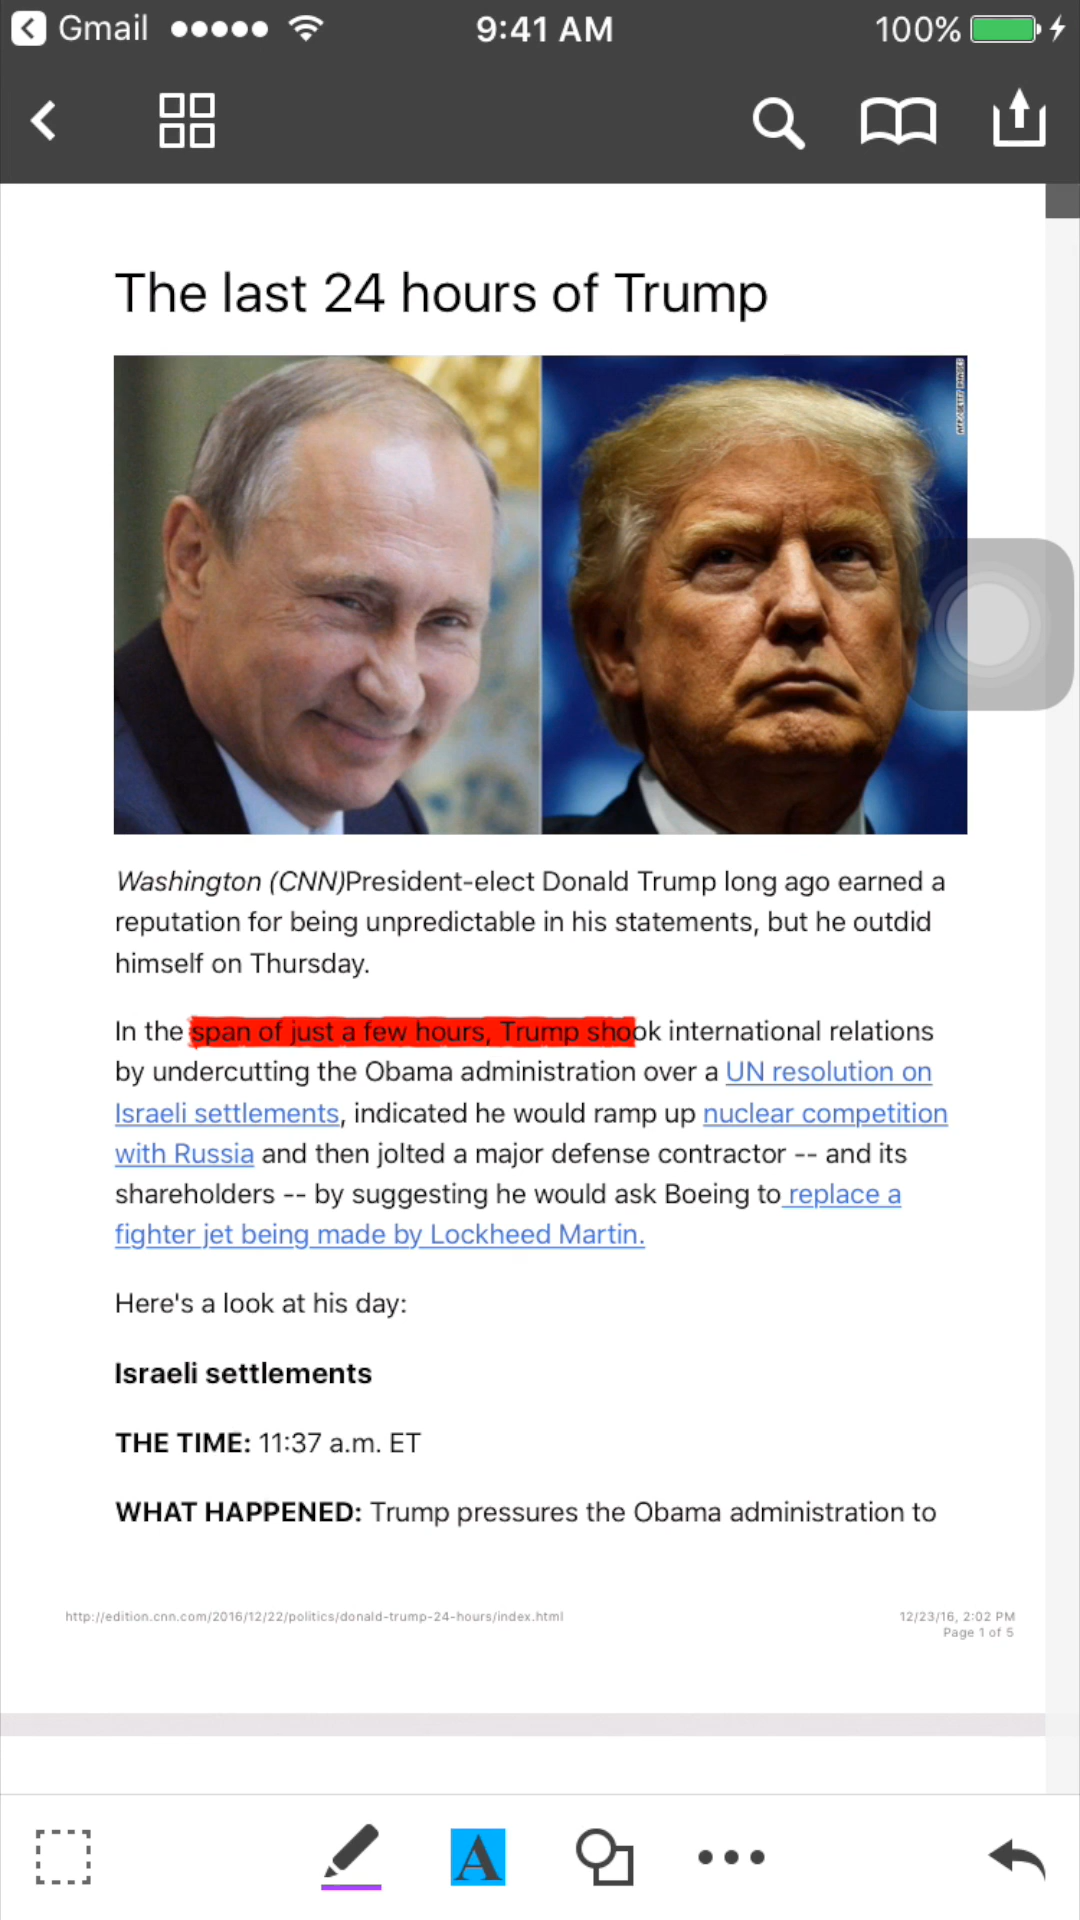 Gmail 9:41 AM 100%
The last 24 hours of Trump
AFP/GETTY IMAGES
Washington (CNN)President-elect Donald Trump long ago earned a
reputation for being unpredictable in his statements, but he outdid
himself on Thursday.
In the span of just a few hours, Trump shook international relations
by undercutting the Obama administration over a UN resolution on
Israeli settlements, indicated he would ramp up nuclear competition
with Russia and then jolted a major defense contractor -- and its
shareholders -- by suggesting he would ask Boeing to replace a
fighter jet being made by Lockheed Martin.
Here's a look at his day:
Israeli settlements
THE TIME: 11:37 a.m. ET
WHAT HAPPENED: Trump pressures the Obama administration to
http://edition.cnn.com/2016/12/22/politics/donald-trump-24-hours/index.html 12/23/16, 2:02 PM
Page 1 of 5
A